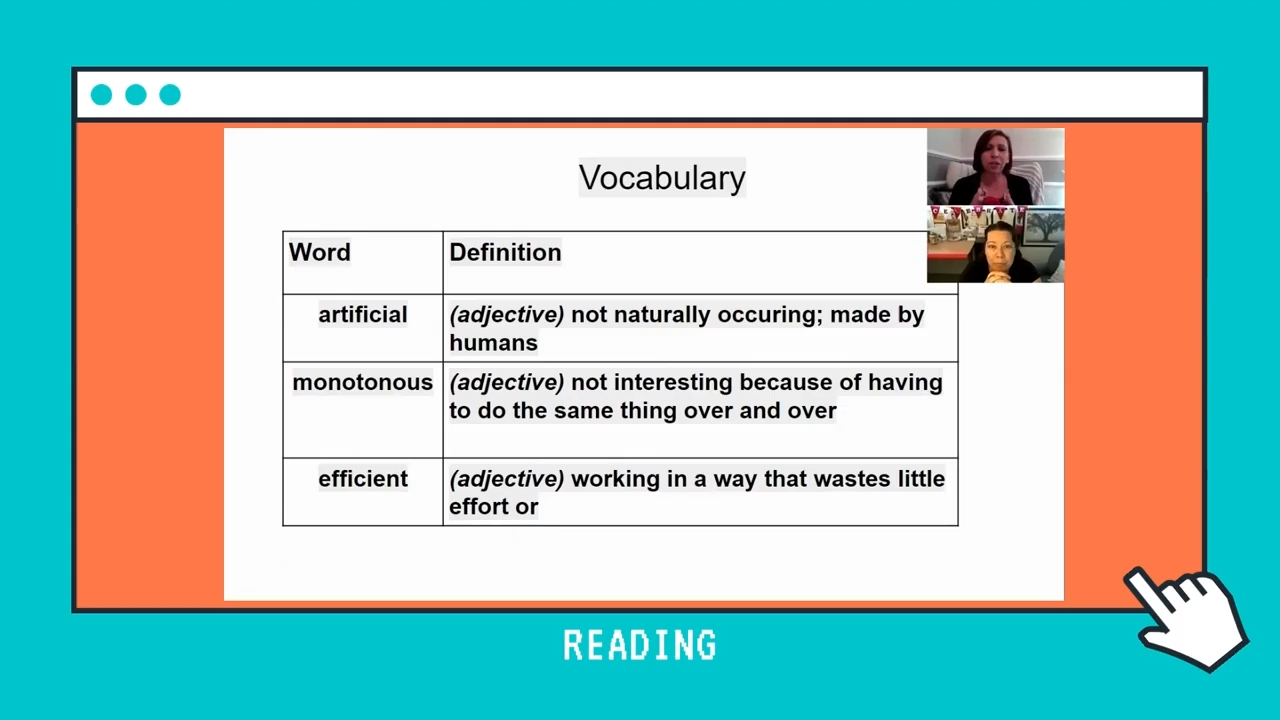 Vocabulary
CELEBRATE
Word
Definition
artificial
(adjective) not naturally occuring; made by
humans
monotonous
(adjective) not interesting because of having
to do the same thing over and over
efficient
(adjective) working in a way that wastes little
effort or
READING